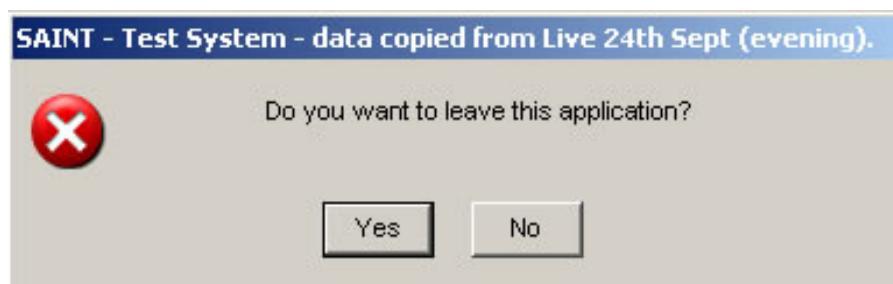 SAINT - Test System - data copied from Live 24th Sept (evening).
Do you want to leave this application?
Yes No